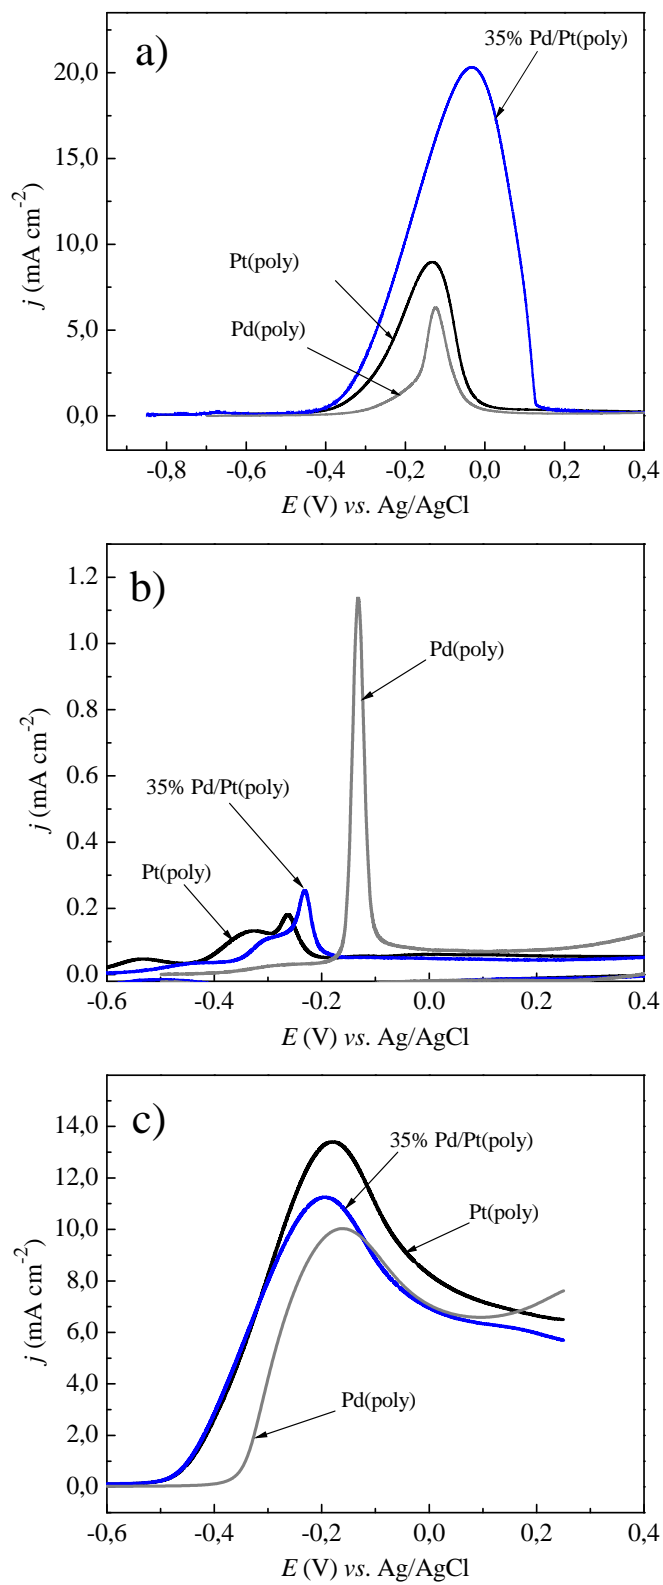 a)
35% Pd/Pt(poly)
20,0
15,0
Pt(poly)
10,0
Pd(poly)
5,0
0,0
j (mA cm-2)
-0,8 -0,6 -0,4 -0,2 0,0 0,2 0,4
E (V) vs. Ag/AgCl
b)
1.2
Pd(poly)
1.0
0.8
35% Pd/Pt(poly)
0.6
0.4
Pt(poly)
0.2
0.0
j (mA cm-2)
-0.6 -0.4 -0.2 0.0 0.2 0.4
E (V) vs. Ag/AgCl
c)
14,0
35% Pd/Pt(poly)
12,0
Pt(poly)
10,0
8,0
6,0
4,0
Pd(poly)
2,0
0,0
j (mA cm-2)
-0,6 -0,4 -0,2 0,0 0,2 0,4
E (V) vs. Ag/AgCl